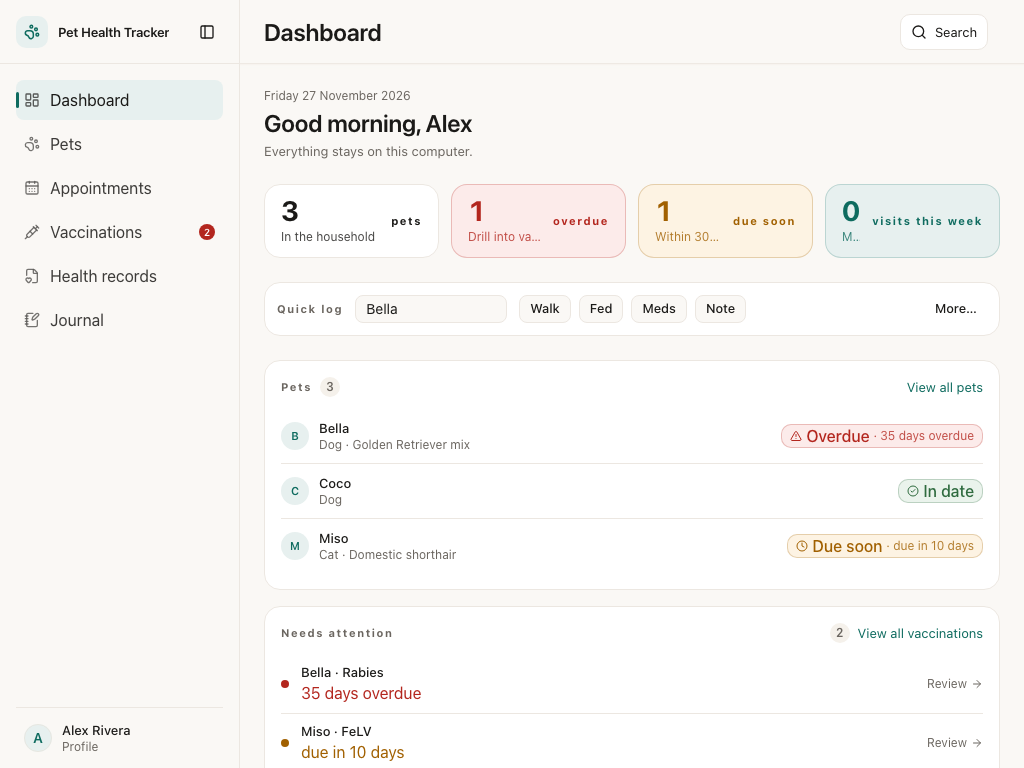 Pet Health Tracker
Dashboard
Search
Dashboard
Pets
Appointments
Vaccinations
2
Health records
Journal
Alex Rivera
A
Profile
Friday 27 November 2026
Good morning, Alex
Everything stays on this computer.
3
pets
In the household
1
overdue
Drill into va...
1
due soon
Within 30...
0
visits this week
M...
Quick log
Bella
Walk
Fed
Meds
Note
More...
Pets 3
View all pets
B
Bella
Dog · Golden Retriever mix
Overdue · 35 days overdue
C
Coco
Dog
In date
M
Miso
Cat · Domestic shorthair
Due soon · due in 10 days
Needs attention
2
View all vaccinations
Bella · Rabies
35 days overdue
Review →
Miso · FeLV
due in 10 days
Review →